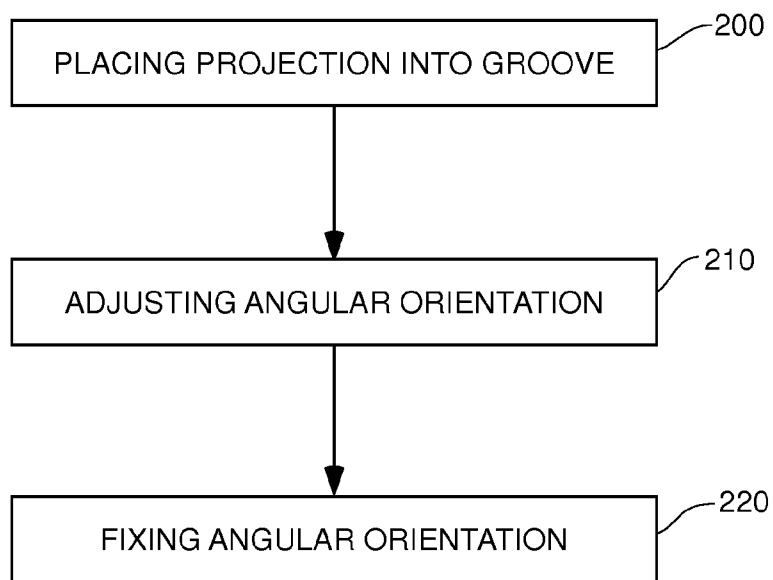 200
PLACING PROJECTION INTO GROOVE
210
ADJUSTING ANGULAR ORIENTATION
220
FIXING ANGULAR ORIENTATION